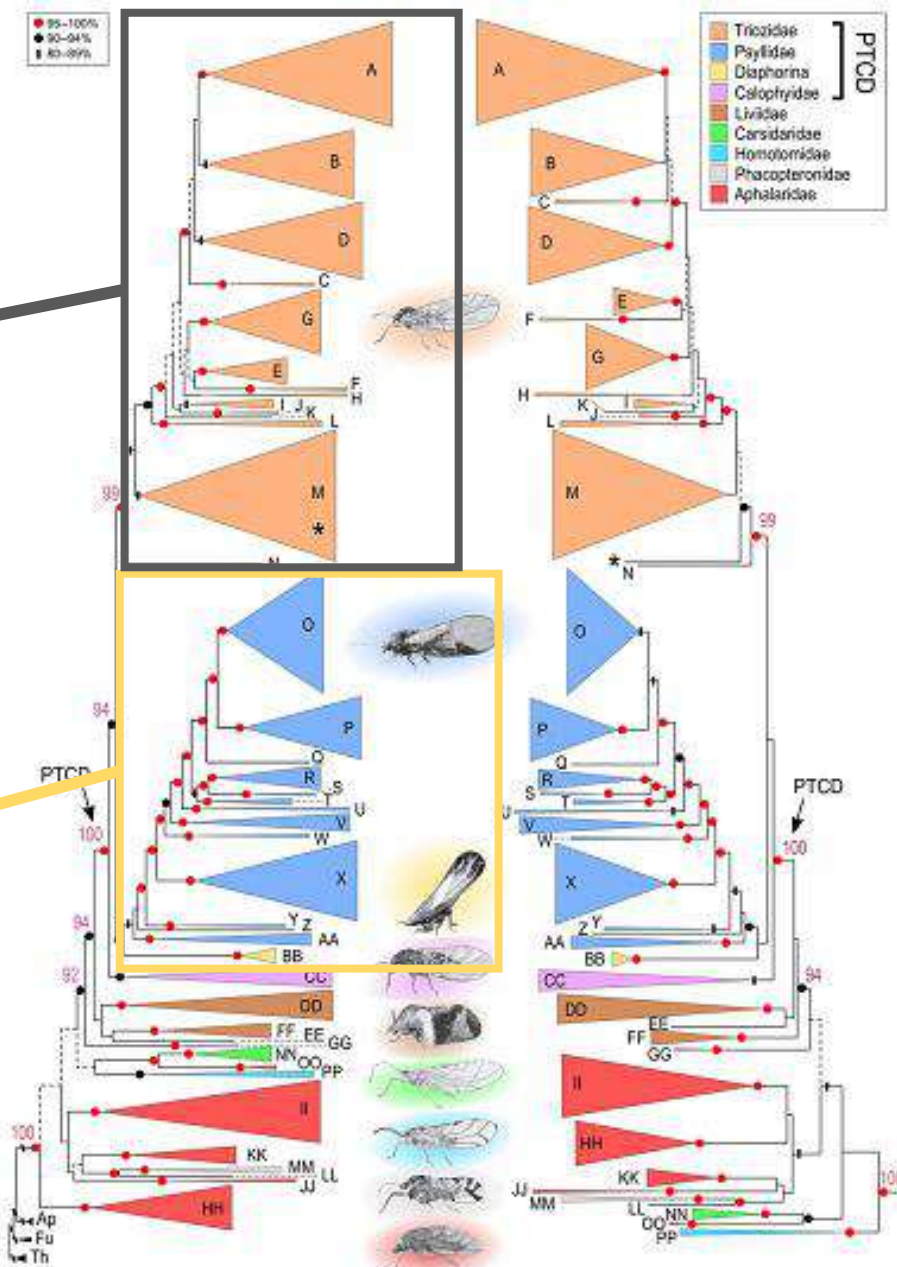 95-100%
90-94%
80-89%
Triozidae
Psyllidae
Diaphorina
Calophyidae
PTCD
Liviidae
Carsidaridae
Homotomidae
Phacopteronidae
Aphalaridae
A
B
D
C
G
E
F
H
I J
K
L
M
*
99
N
O
P
Q
R
S
T
U
V
W
X
Y Z
AA
BB
CC
DD
FF EE
GG
NN
OO
PP
II
KK
MM
LL
JJ
HH
94
PTCD
100
94
92
100
Ap
Fu
Th
A
B
C
D
E
F
G
H
K I
J
L
M
99
*
N
O
P
Q
R
S
T
U
V
W
X
PTCD
100
Z Y
AA
BB
CC
94
DD
EE
FF
GG
II
HH
KK
JJ
MM
LL
NN
OO
PP